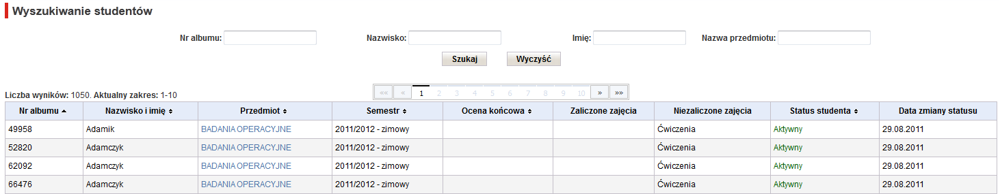 Wyszukiwanie studentów
Nr albumu: Nazwisko: Imię: Nazwa przedmiotu:
Szukaj Wyczyść
Liczba wyników: 1050. Aktualny zakres: 1-10 «« « 1 2 3 4 5 6 7 8 9 10 » »»
Nr albumu Nazwisko i imię Przedmiot Semestr Ocena końcowa Zaliczone zajęcia Niezaliczone zajęcia Status studenta Data zmiany statusu
49958 Adamik BADANIA OPERACYJNE 2011/2012 - zimowy Ćwiczenia Aktywny 29.08.2011
52820 Adamczyk BADANIA OPERACYJNE 2011/2012 - zimowy Ćwiczenia Aktywny 29.08.2011
62092 Adamczyk BADANIA OPERACYJNE 2011/2012 - zimowy Ćwiczenia Aktywny 29.08.2011
66476 Adamczyk BADANIA OPERACYJNE 2011/2012 - zimowy Ćwiczenia Aktywny 29.08.2011